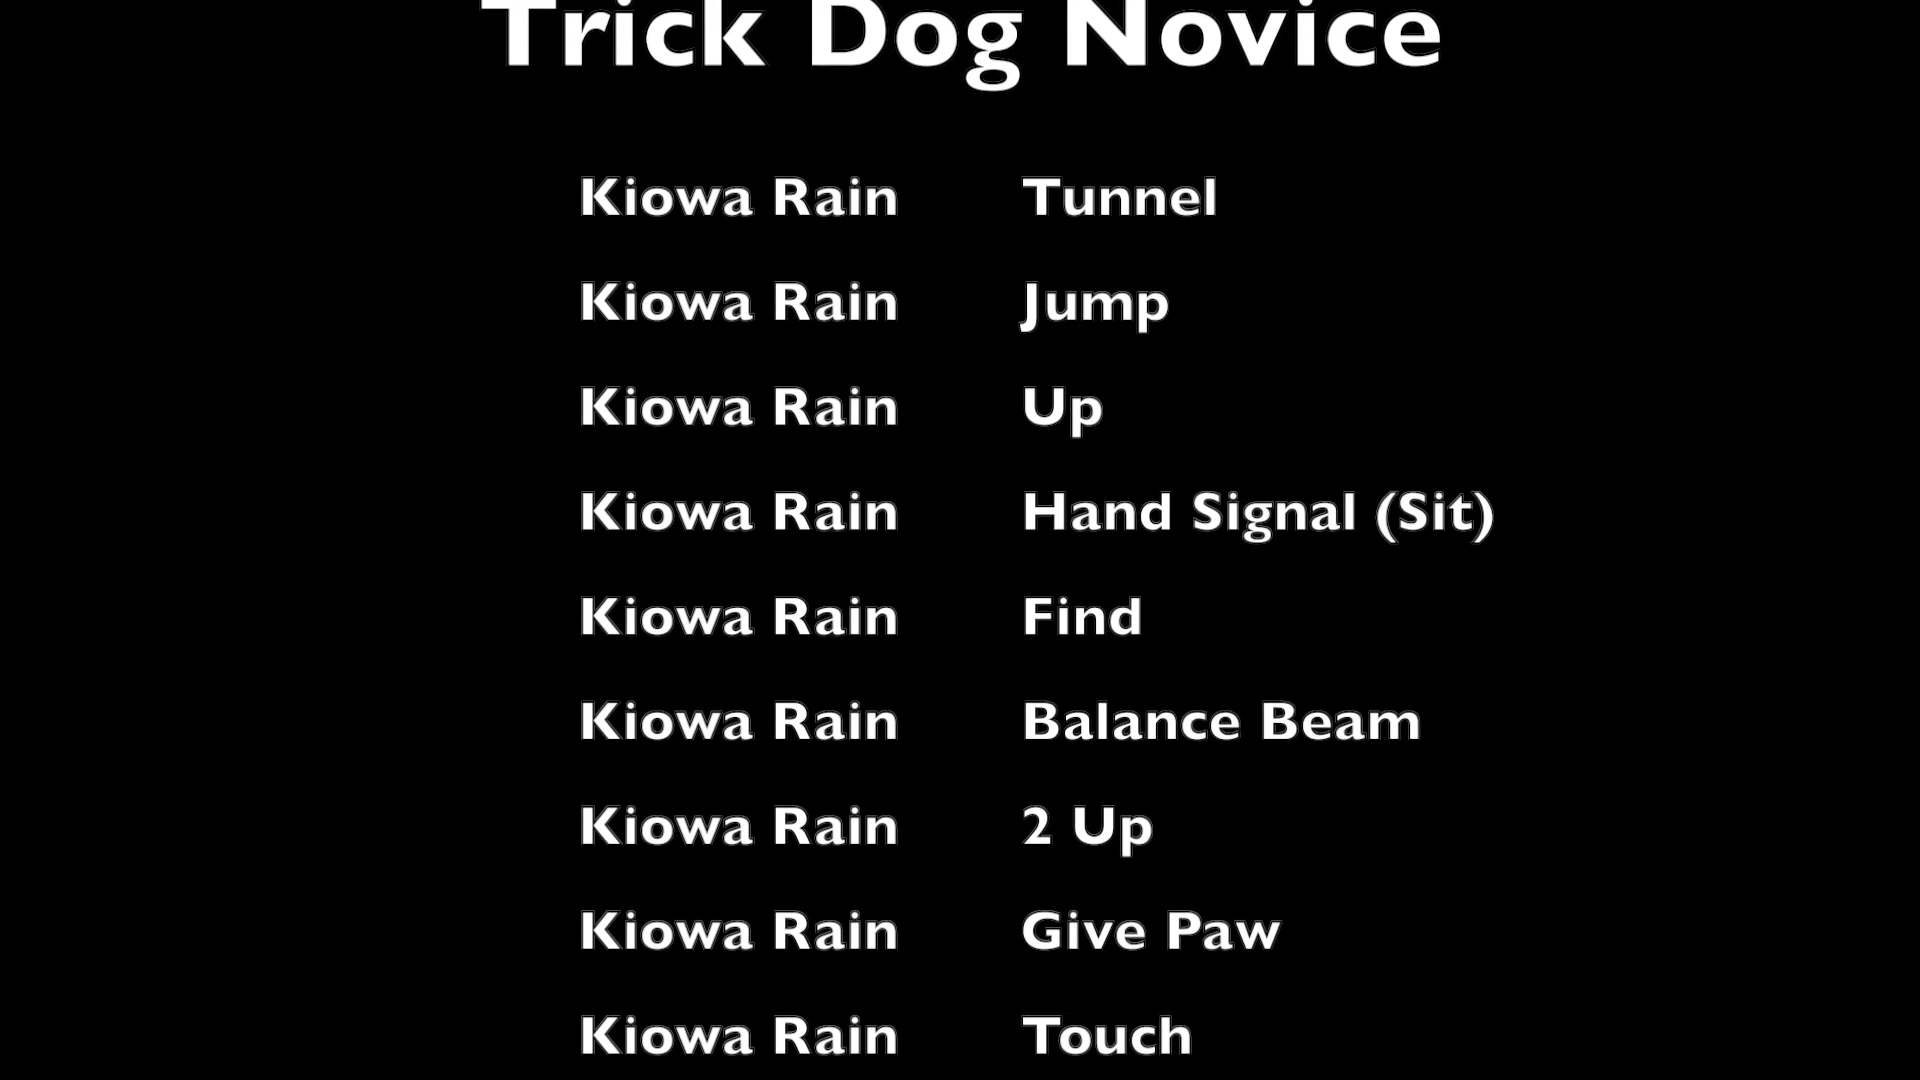 Trick Dog Novice
Kiowa Rain Tunnel
Kiowa Rain Jump
Kiowa Rain Up
Kiowa Rain Hand Signal (Sit)
Kiowa Rain Find
Kiowa Rain Balance Beam
Kiowa Rain 2 Up
Kiowa Rain Give Paw
Kiowa Rain Touch